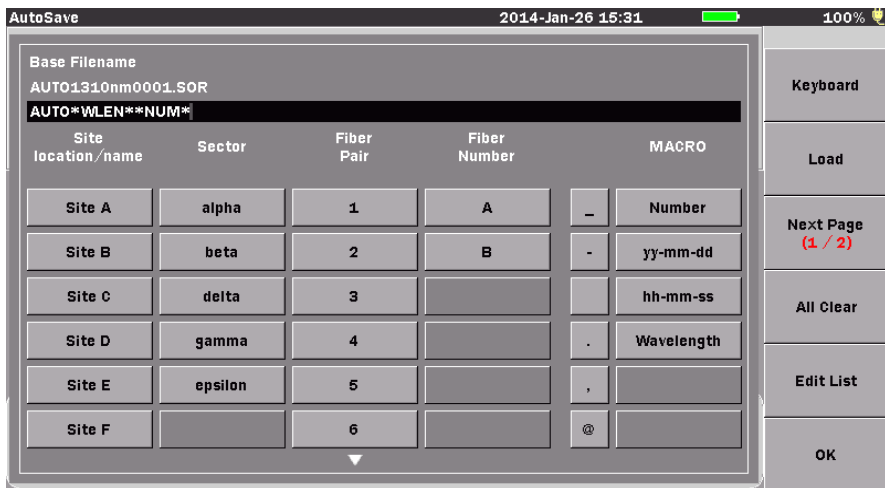 AutoSave 2014-Jan-26 15:31 100%
Base Filename
AUTO1310nm0001.SOR
AUTO*WLEN**NUM*
Site location/name Sector Fiber Pair Fiber Number MACRO
Site A alpha 1 A _ Number
Site B beta 2 B - yy-mm-dd
Site C delta 3 hh-mm-ss
Site D gamma 4 . Wavelength
Site E epsilon 5 ,
Site F 6 @
Keyboard
Load
Next Page
(1 / 2)
All Clear
Edit List
OK